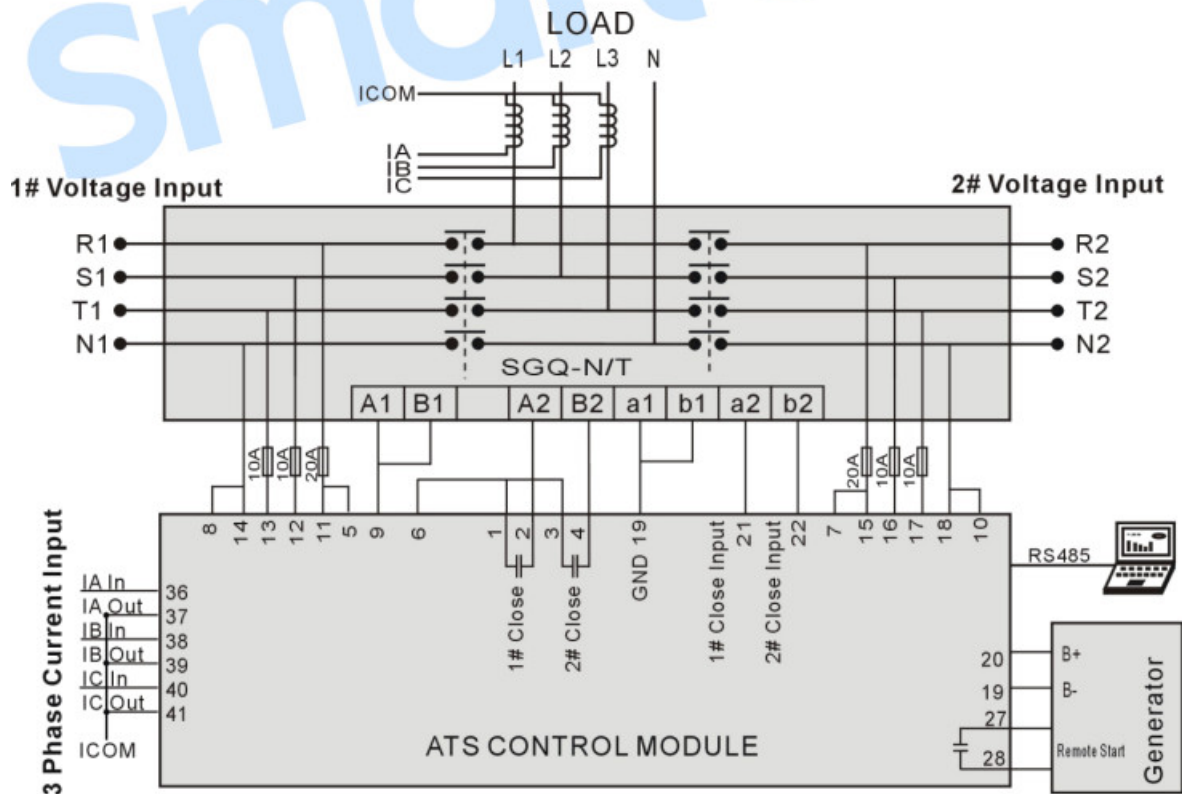 smar
LOAD
L1 L2 L3 N
ICOM
IA
IB
IC
1# Voltage Input
2# Voltage Input
R1
R2
S1
S2
T1
T2
N1
N2
SGQ-N/T
A1 B1 A2 B2 a1 b1 a2 b2
10A 10A 20A
20A 10A 10A
8 14 13 12 11 5 9 6 1 2 3 4 GND 19 1# Close Input 21 2# Close Input 22 7 15 16 17 18 10
1# Close
2# Close
RS485
3 Phase Current Input
IA In 36
IA Out 37
IB In 38
IB Out 39
IC In 40
IC Out 41
ICOM
ATS CONTROL MODULE
20 B+
19 B-
27
28 Remote Start
Generator